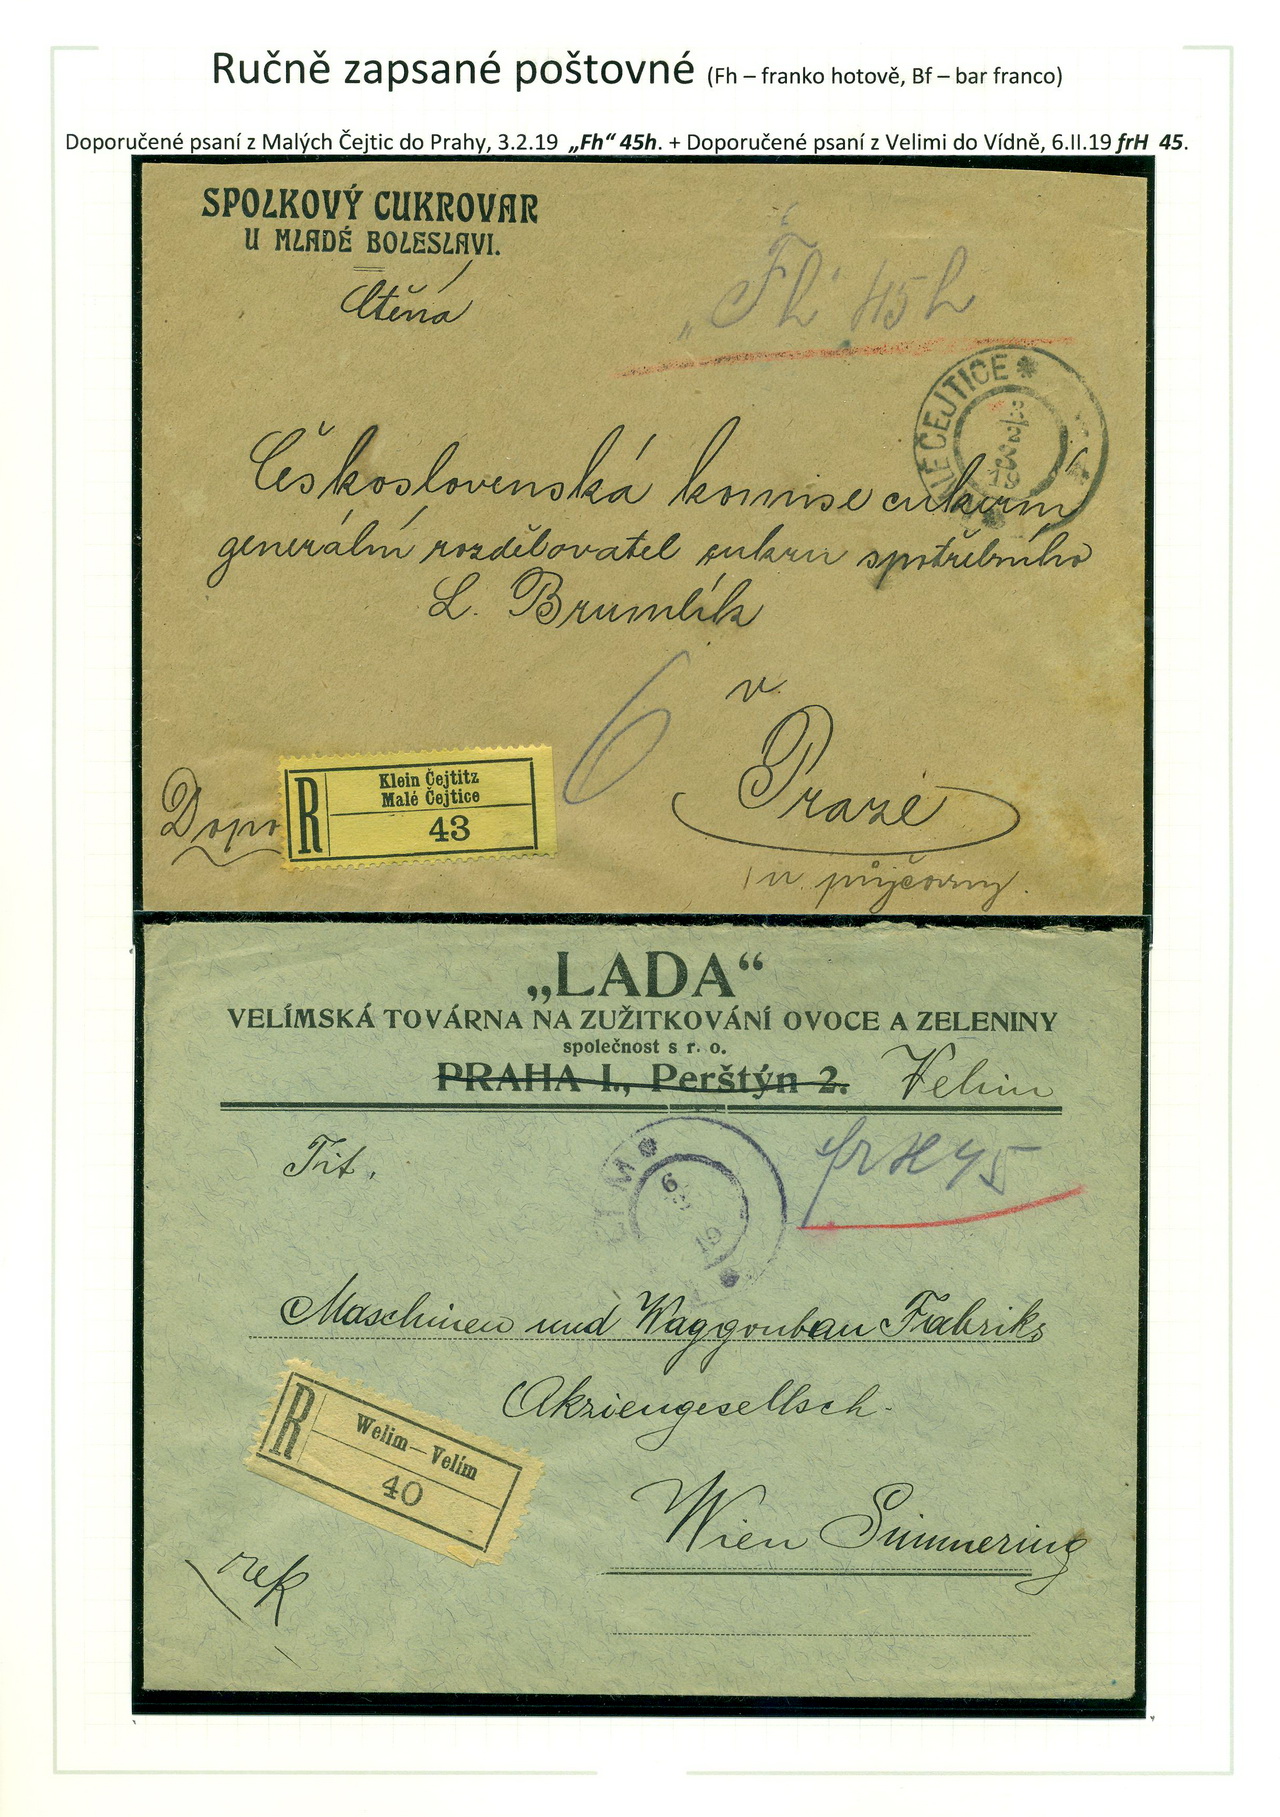 Ručně zapsané poštovné (Fh – franko hotově, Bf – bar franco)
Doporučené psaní z Malých Čejtic do Prahy, 3.2.19 „Fh“ 45h. + Doporučené psaní z Velimi do Vídně, 6.II.19 frH 45.
SPOLKOVÝ CUKROVAR
U MLADÉ BOLESLAVI.
Ctěná
„Fh“ 45h
É ČEJTICE
Československá komise cukerní
generální rozdělovatel cukru spotřebního
L. Brumlík
6
v
Praze
Klein Čejtitz
Malé Čejtice
R
43
Dopo
„LADA“
VELÍMSKÁ TOVÁRNA NA ZUŽITKOVÁNÍ OVOCE A ZELENINY
společnost s r. o.
PRAHA I., Perštýn 2. Velim
Tit.
6
19
frH 45
Maschinen und Waggonbau Fabriks
Akziengesellsch.
R
Welim—Velím
40
Wien Simmering
rek